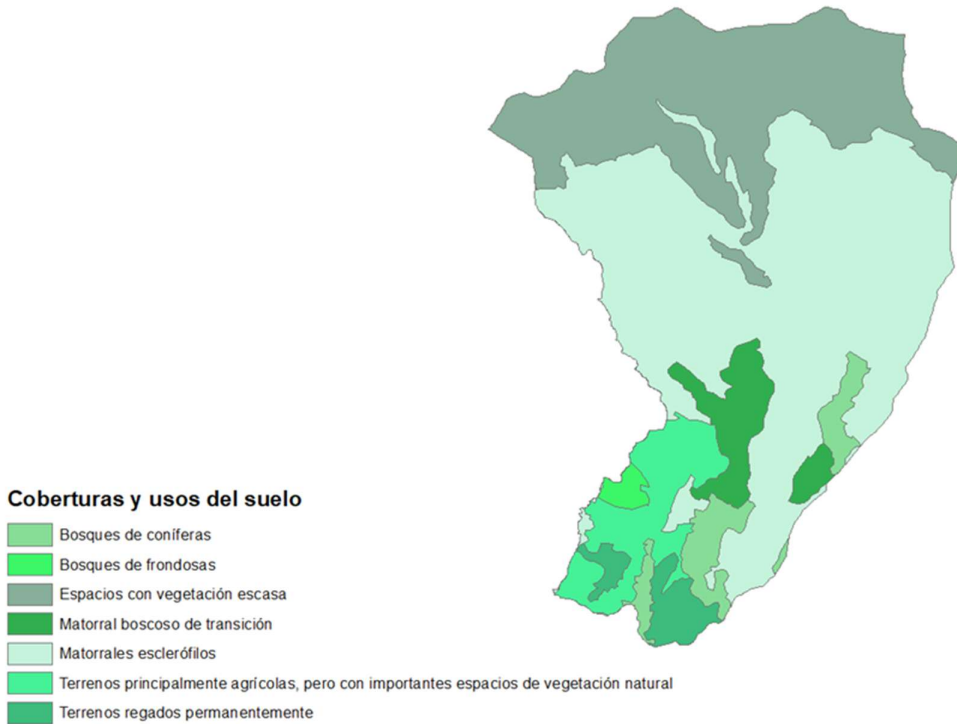 Coberturas y usos del suelo
Bosques de coníferas
Bosques de frondosas
Espacios con vegetación escasa
Matorral boscoso de transición
Matorrales esclerófilos
Terrenos principalmente agrícolas, pero con importantes espacios de vegetación natural
Terrenos regados permanentemente